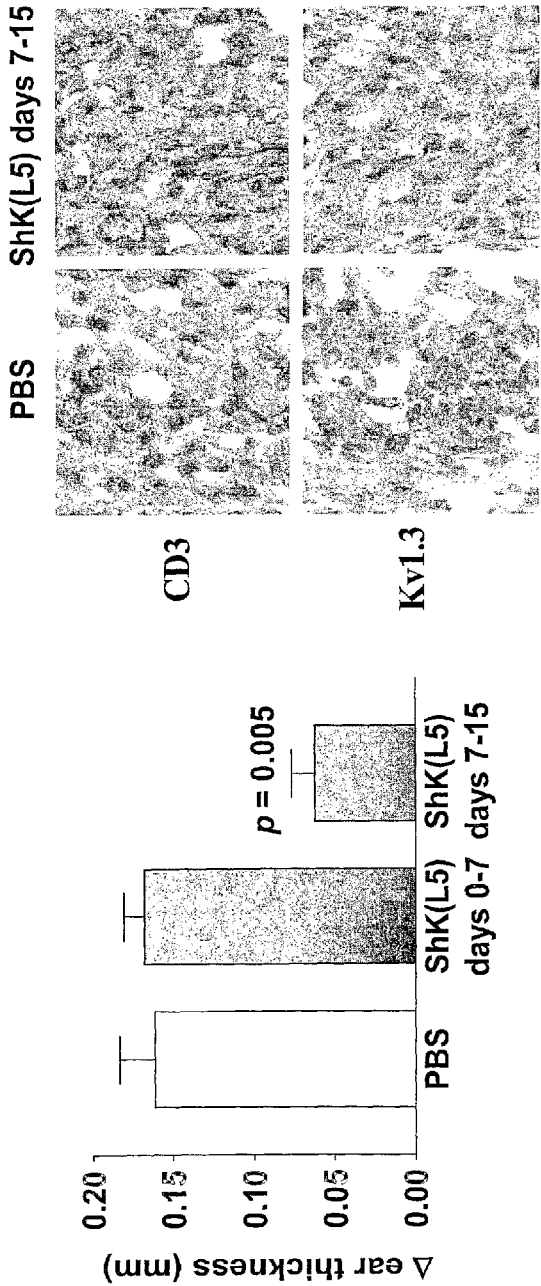 Δ ear thickness (mm)
0.20
0.15
0.10
0.05
0.00
PBS
ShK(L5)
days 0-7
ShK(L5)
days 7-15
p = 0.005
PBS
ShK(L5) days 7-15
CD3
Kv1.3